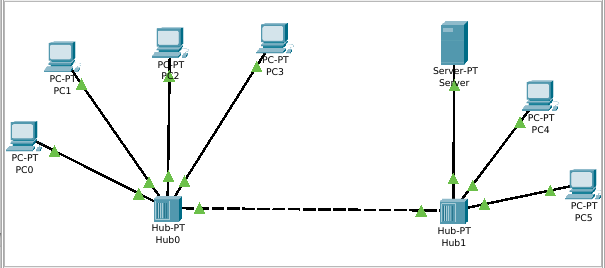 PC-PT
PC0
PC-PT
PC1
PC-PT
PC2
PC-PT
PC3
Hub-PT
Hub0
Server-PT
Server
PC-PT
PC4
PC-PT
PC5
Hub-PT
Hub1